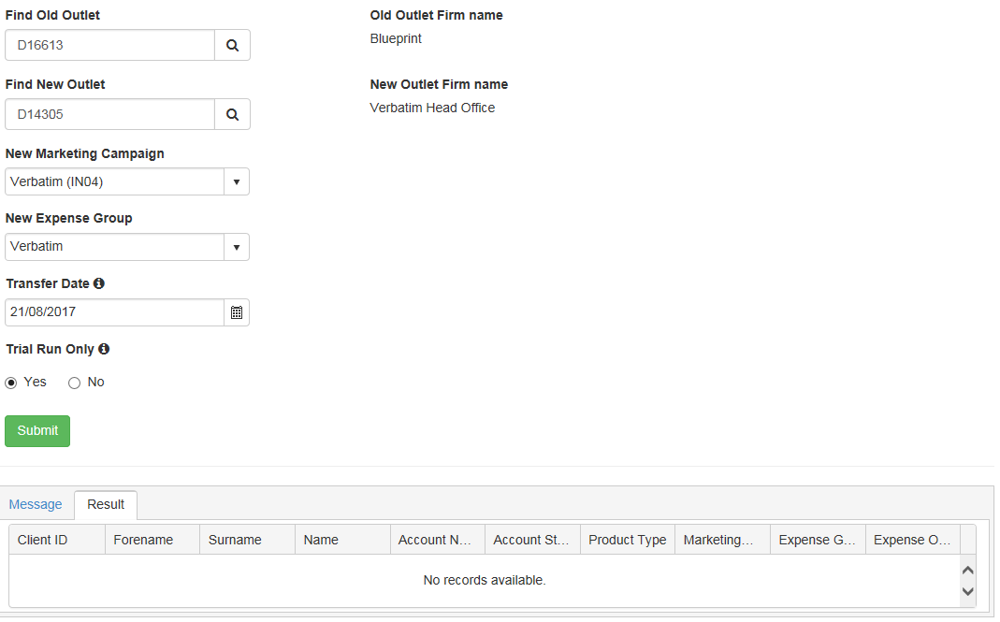 Find Old Outlet
Old Outlet Firm name
D16613
Blueprint
Find New Outlet
New Outlet Firm name
D14305
Verbatim Head Office
New Marketing Campaign
Verbatim (IN04)
New Expense Group
Verbatim
Transfer Date
21/08/2017
Trial Run Only
Yes No
Submit
Message Result
Client ID Forename Surname Name Account N... Account St... Product Type Marketing... Expense G... Expense O...
No records available.